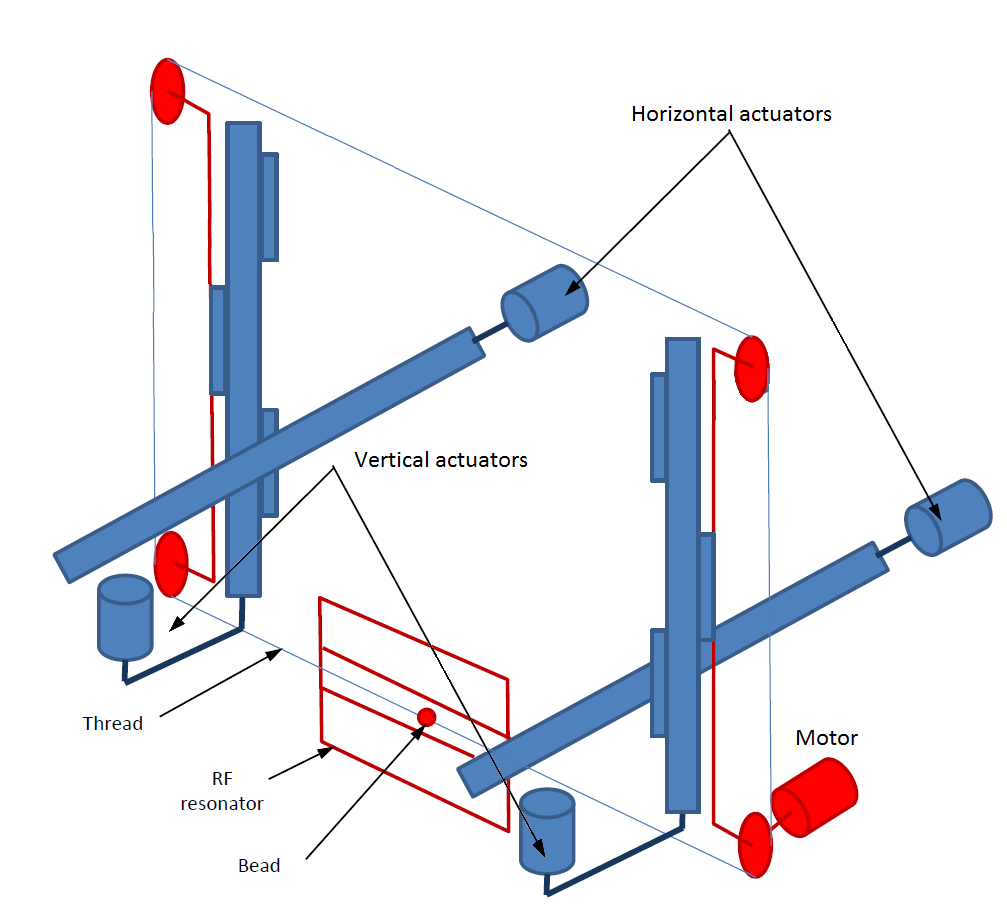 Horizontal actuators
Vertical actuators
Thread
RF
resonator
Motor
Bead